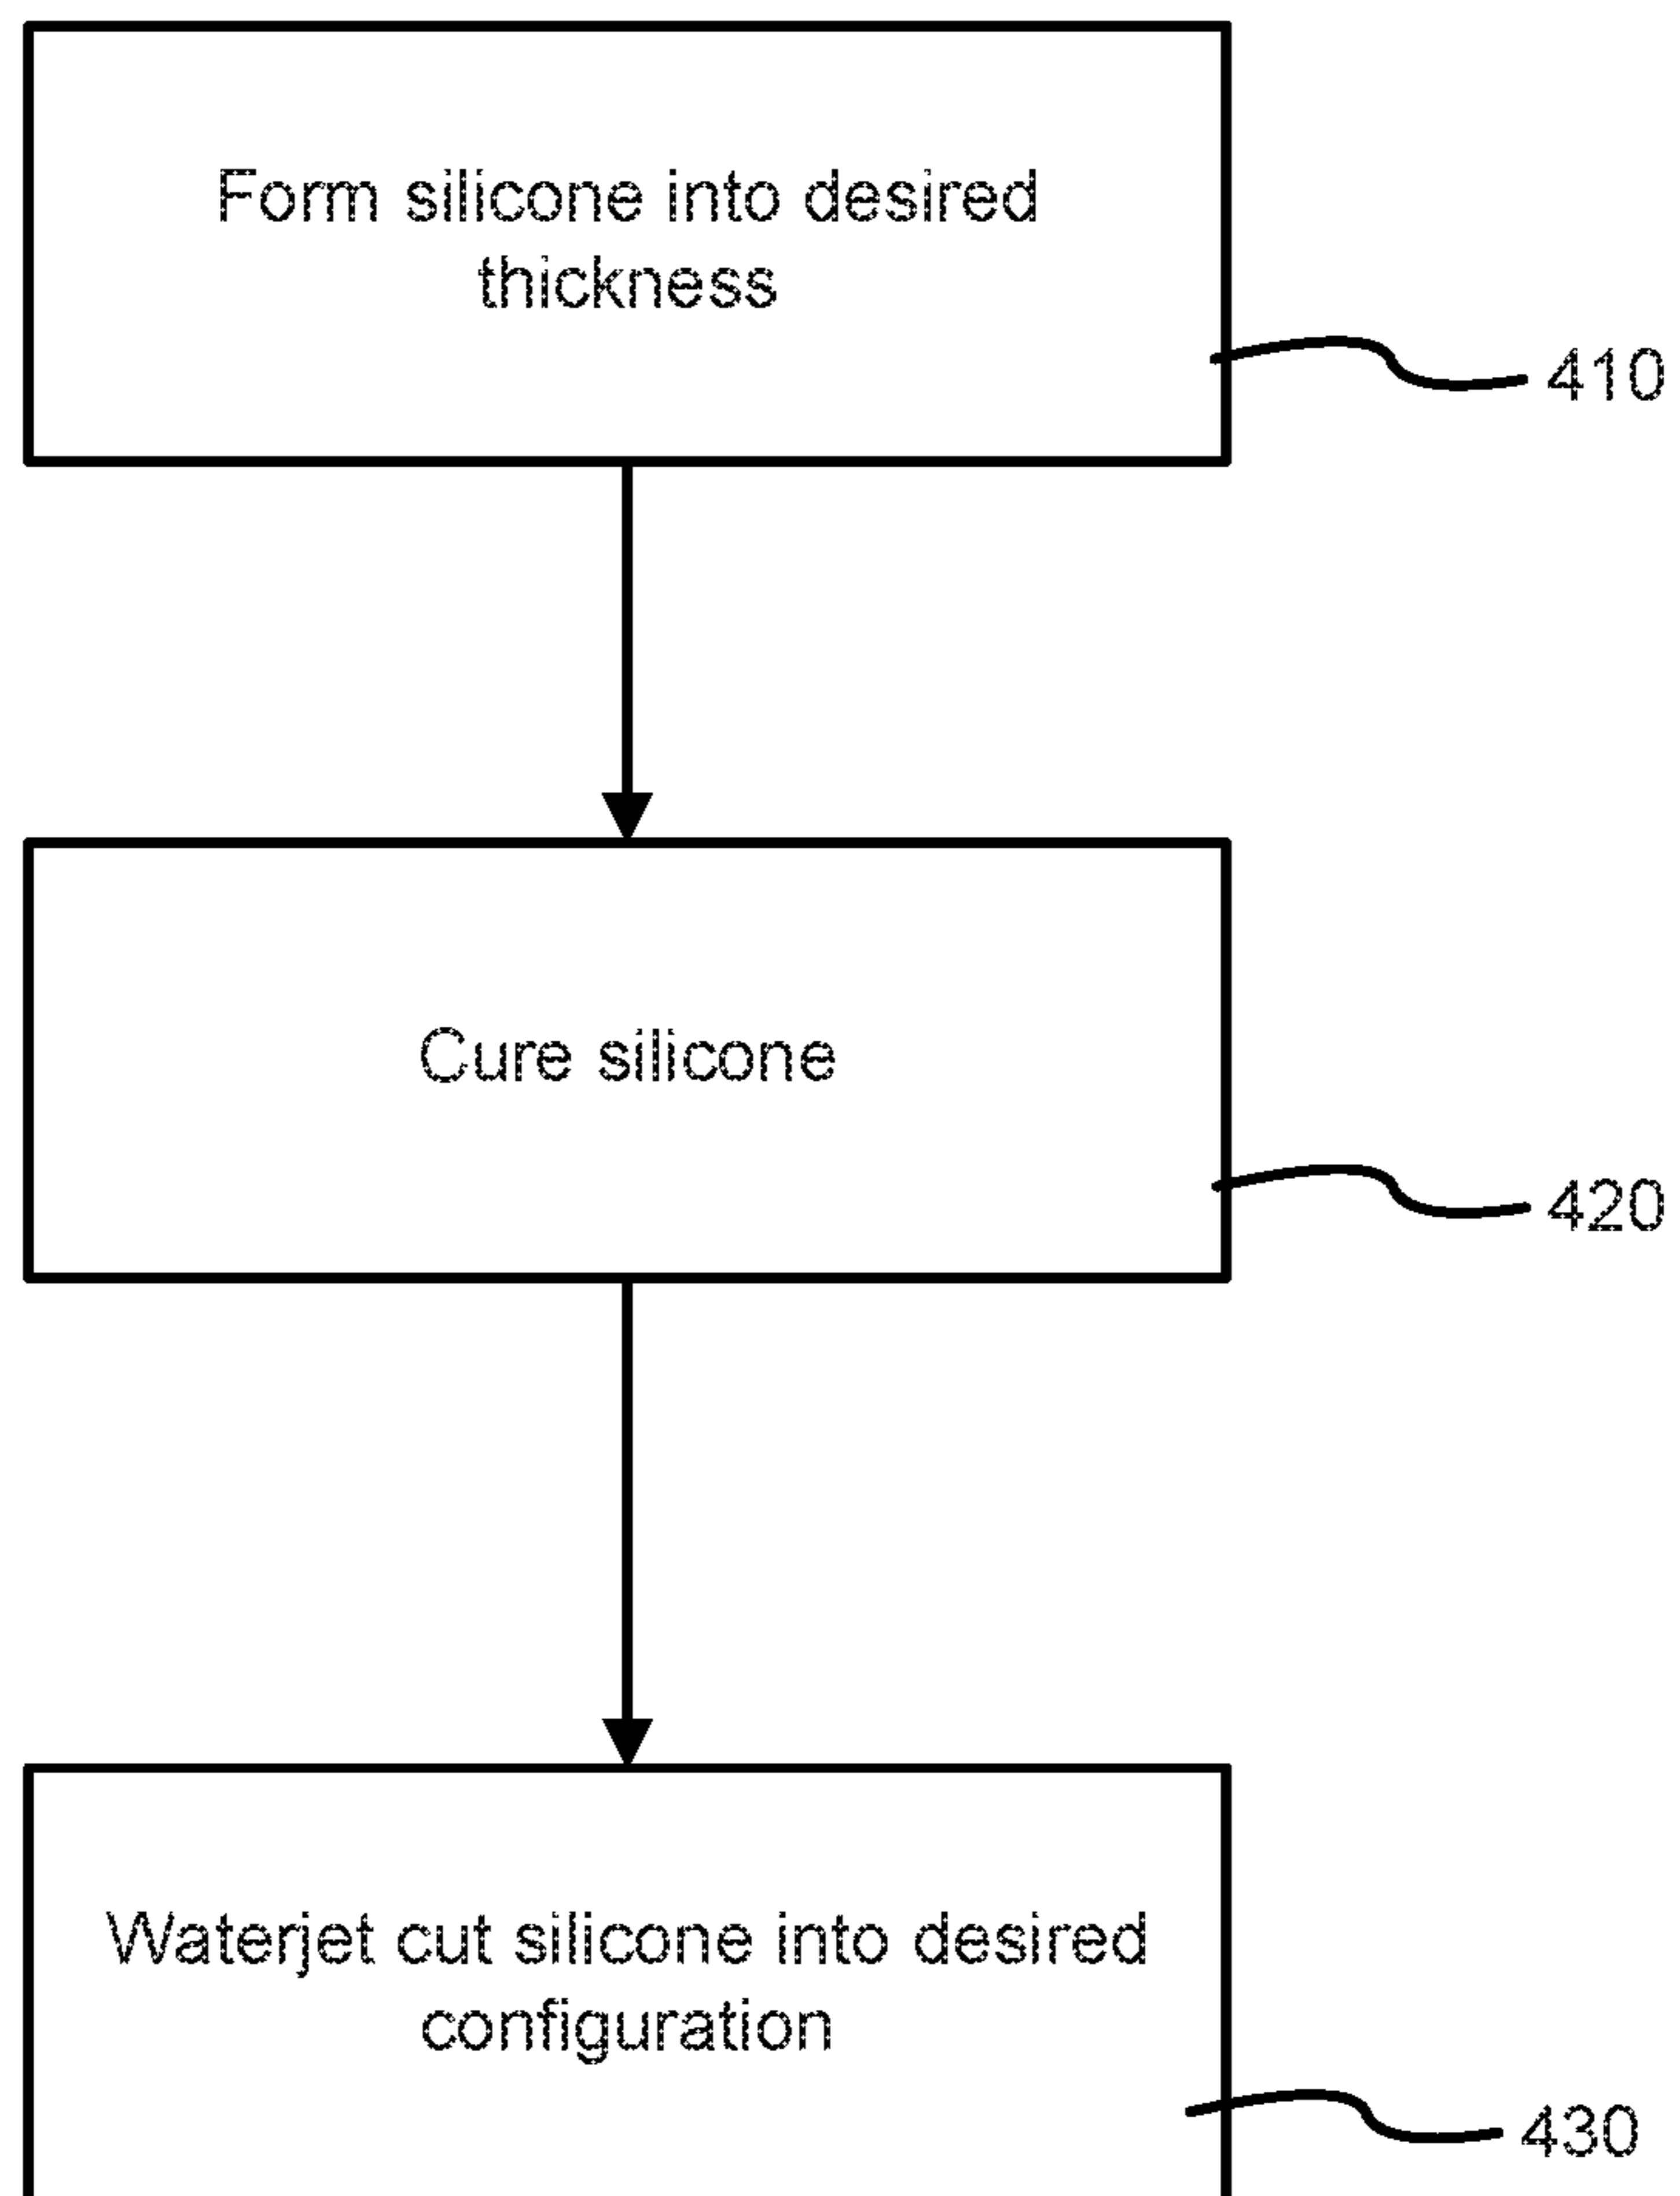 Form silicone into desired
thickness
410
Cure silicone
420
Waterjet cut silicone into desired
configuration
430